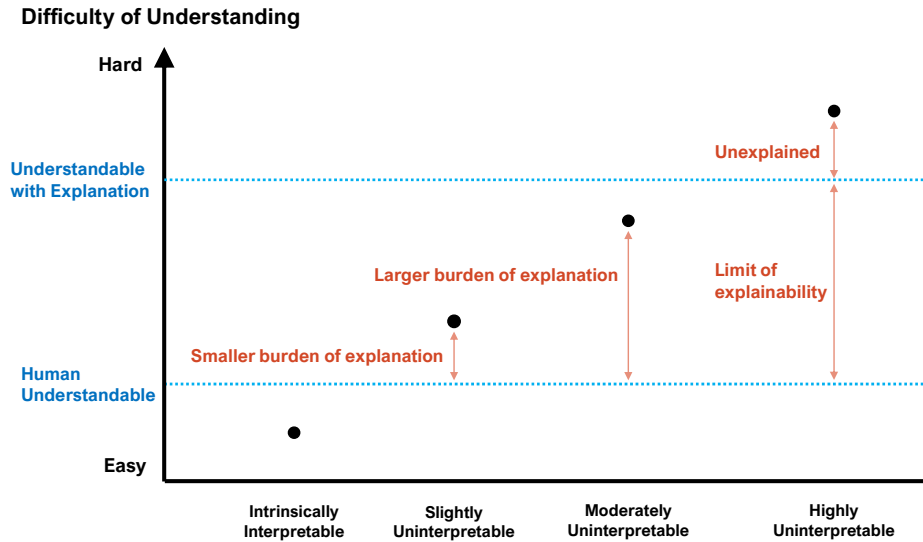 Difficulty of Understanding
Hard
Understandable
with Explanation
Unexplained
Larger burden of explanation
Limit of
explainability
Smaller burden of explanation
Human
Understandable
Easy
Intrinsically
Interpretable
Slightly
Uninterpretable
Moderately
Uninterpretable
Highly
Uninterpretable